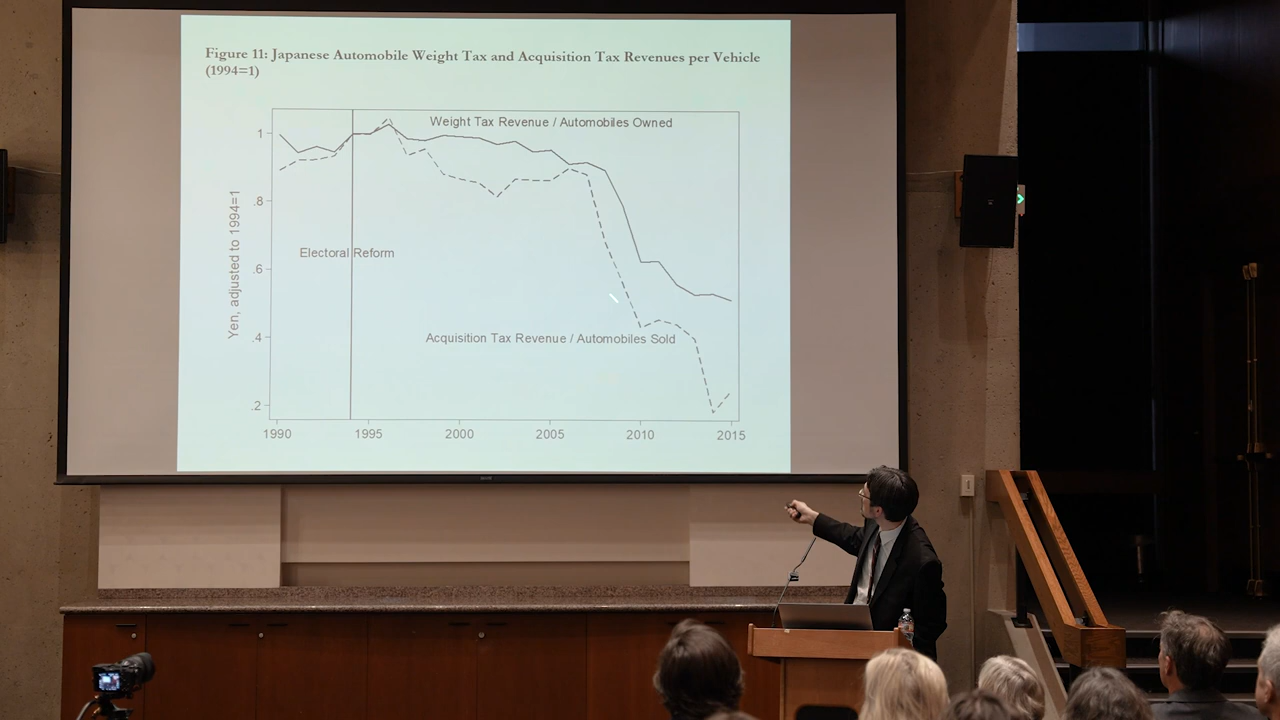 Figure 11: Japanese Automobile Weight Tax and Acquisition Tax Revenues per Vehicle
(1994=1)
Weight Tax Revenue / Automobiles Owned
1
.8
Yen, adjusted to 1994=1
Electoral Reform
.6
.4
Acquisition Tax Revenue / Automobiles Sold
.2
1990 1995 2000 2005 2010 2015